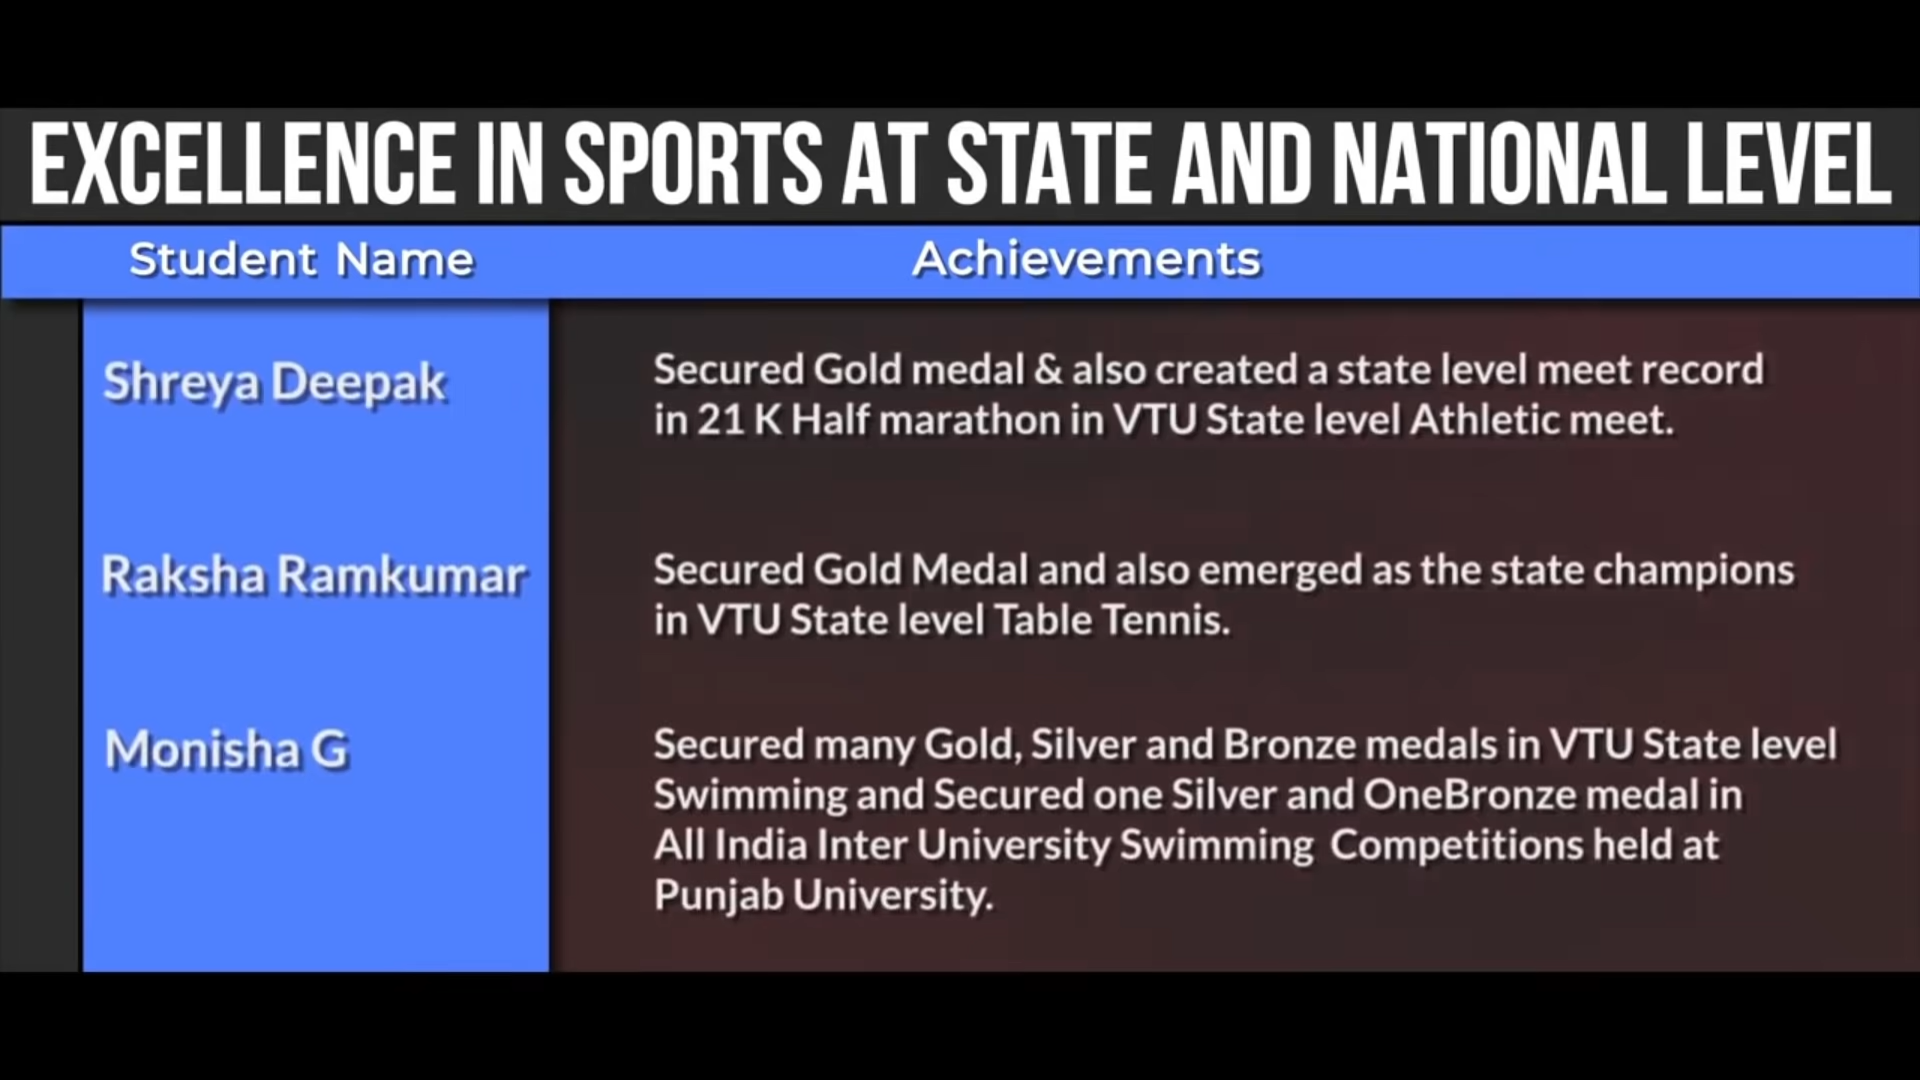 EXCELLENCE IN SPORTS AT STATE AND NATIONAL LEVEL
Student Name
Achievements
Shreya Deepak
Secured Gold medal & also created a state level meet record
in 21 K Half marathon in VTU State level Athletic meet.
Raksha Ramkumar
Secured Gold Medal and also emerged as the state champions
in VTU State level Table Tennis.
Monisha G
Secured many Gold, Silver and Bronze medals in VTU State level
Swimming and Secured one Silver and OneBronze medal in
All India Inter University Swimming Competitions held at
Punjab University.